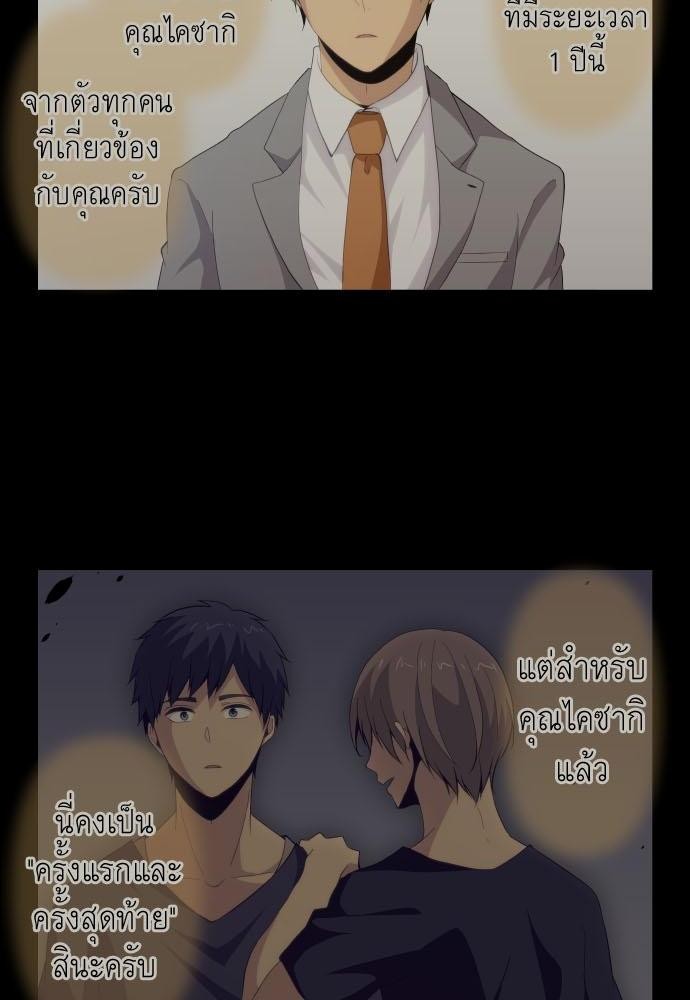 ที่มีระยะเวลา
1 ปีนี้
คุณไคซากิ
จากตัวทุกคน
ที่เกี่ยวข้อง
กับคุณครับ
แต่สำหรับ
คุณไคซากิ
แล้ว
นี่คงเป็น
"ครั้งแรกและ
ครั้งสุดท้าย"
สินะครับ